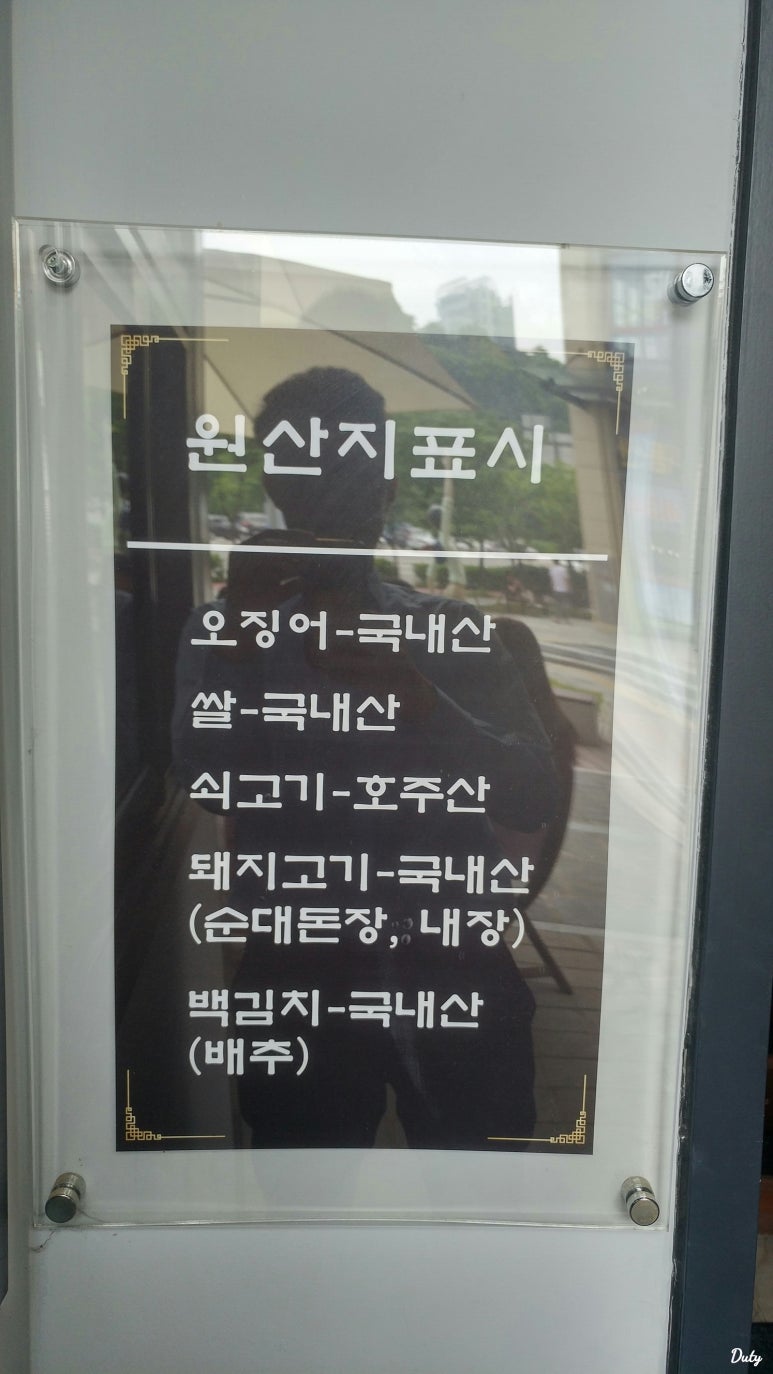 원산지표시
오징어-국내산
쌀-국내산
쇠고기-호주산
돼지고기-국내산
(순대돈장, 내장)
백김치-국내산
(배추)
Duty